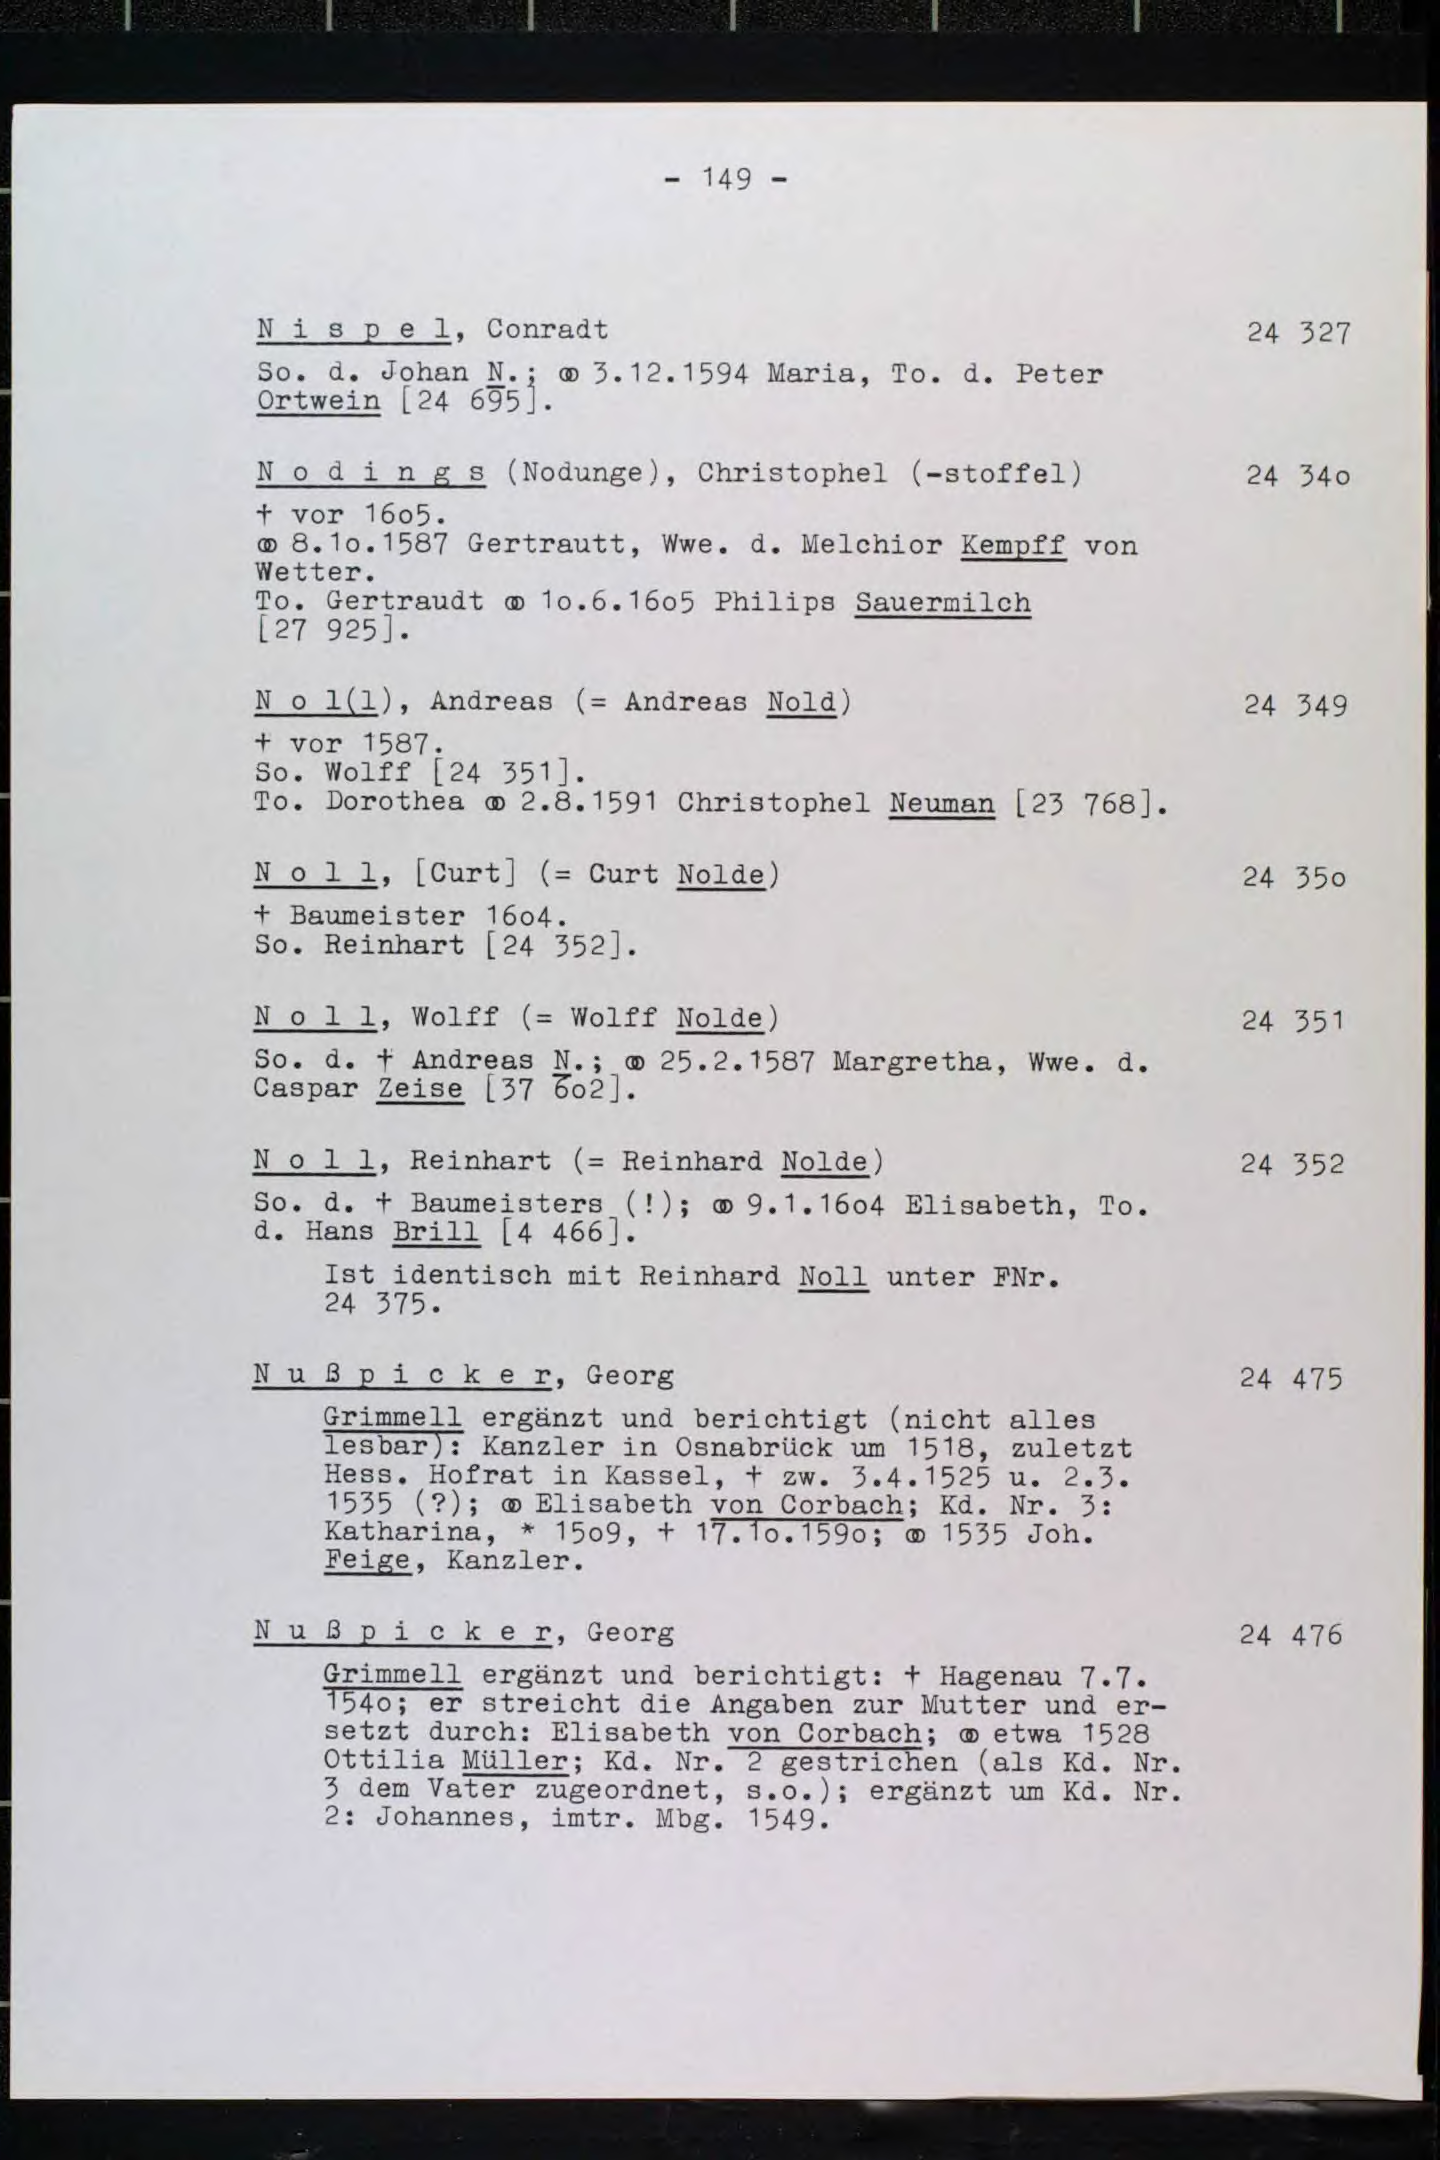 - 149 -
N i s p e l, Conradt 24 327
So. d. Johan N.; ⚭ 3.12.1594 Maria, To. d. Peter
Ortwein [24 695].
N o d i n g s (Nodunge), Christophel (-stoffel) 24 34o
+ vor 16o5.
⚭ 8.1o.1587 Gertrautt, Wwe. d. Melchior Kempff von
Wetter.
To. Gertraudt ⚭ 1o.6.16o5 Philips Sauermilch
[27 925].
N o l(l), Andreas (= Andreas Nold) 24 349
+ vor 1587.
So. Wolff [24 351].
To. Dorothea ⚭ 2.8.1591 Christophel Neuman [23 768].
N o l l, [Curt] (= Curt Nolde) 24 35o
+ Baumeister 16o4.
So. Reinhart [24 352].
N o l l, Wolff (= Wolff Nolde) 24 351
So. d. + Andreas N.; ⚭ 25.2.1587 Margretha, Wwe. d.
Caspar Zeise [37 6o2].
N o l l, Reinhart (= Reinhard Nolde) 24 352
So. d. + Baumeisters (!); ⚭ 9.1.16o4 Elisabeth, To.
d. Hans Brill [4 466].
Ist identisch mit Reinhard Noll unter FNr.
24 375.
N u ß p i c k e r, Georg 24 475
Grimmell ergänzt und berichtigt (nicht alles
lesbar): Kanzler in Osnabrück um 1518, zuletzt
Hess. Hofrat in Kassel, + zw. 3.4.1525 u. 2.3.
1535 (?); ⚭ Elisabeth von Corbach; Kd. Nr. 3:
Katharina, * 15o9, + 17.1o.159o; ⚭ 1535 Joh.
Feige, Kanzler.
N u ß p i c k e r, Georg 24 476
Grimmell ergänzt und berichtigt: + Hagenau 7.7.
154o; er streicht die Angaben zur Mutter und er-
setzt durch: Elisabeth von Corbach; ⚭ etwa 1528
Ottilia Müller; Kd. Nr. 2 gestrichen (als Kd. Nr.
3 dem Vater zugeordnet, s.o.); ergänzt um Kd. Nr.
2: Johannes, imtr. Mbg. 1549.